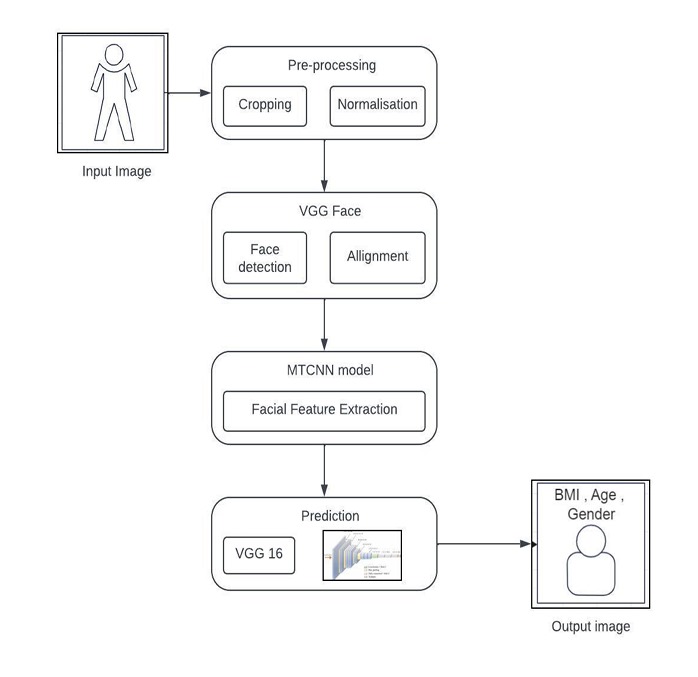 Input Image
Pre-processing
Cropping
Normalisation
VGG Face
Face
detection
Allignment
MTCNN model
Facial Feature Extraction
Prediction
VGG 16
BMI , Age ,
Gender
Output image